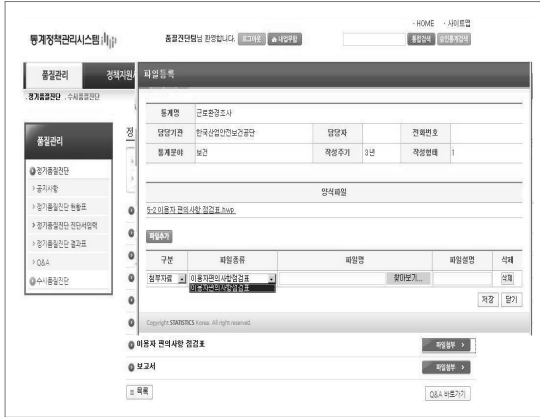 · HOME · 사이트맵
통계정책관리시스템
품질진단팀님 환영합니다. 로그아웃 내업무함
통합검색 승인통계검색
품질관리 정책지원
· 정기품질진단 · 수시품질진단
파일등록
통계명 근로환경조사
담당기관 한국산업안전보건공단 담당자 전화번호
통계분야 보건 작성주기 3년 작성형태 1
양식파일
5-2 이용자 편의사항 점검표.hwp
파일추가
구분 파일종류 파일명 파일설명 삭제
첨부자료 이용자편의사항점검표 찾아보기... 삭제
이용자편의사항점검표
저장 닫기
Copyright STATISTICS Korea. All right reserved.
품질관리
정기품질진단
› 공지사항
› 정기품질진단 현황표
› 정기품질진단 진단서입력
› 정기품질진단 결과표
› Q&A
수시품질진단
정
이용자 편의사항 점검표 파일첨부 ›
보고서 파일첨부 ›
목록 Q&A 바로가기